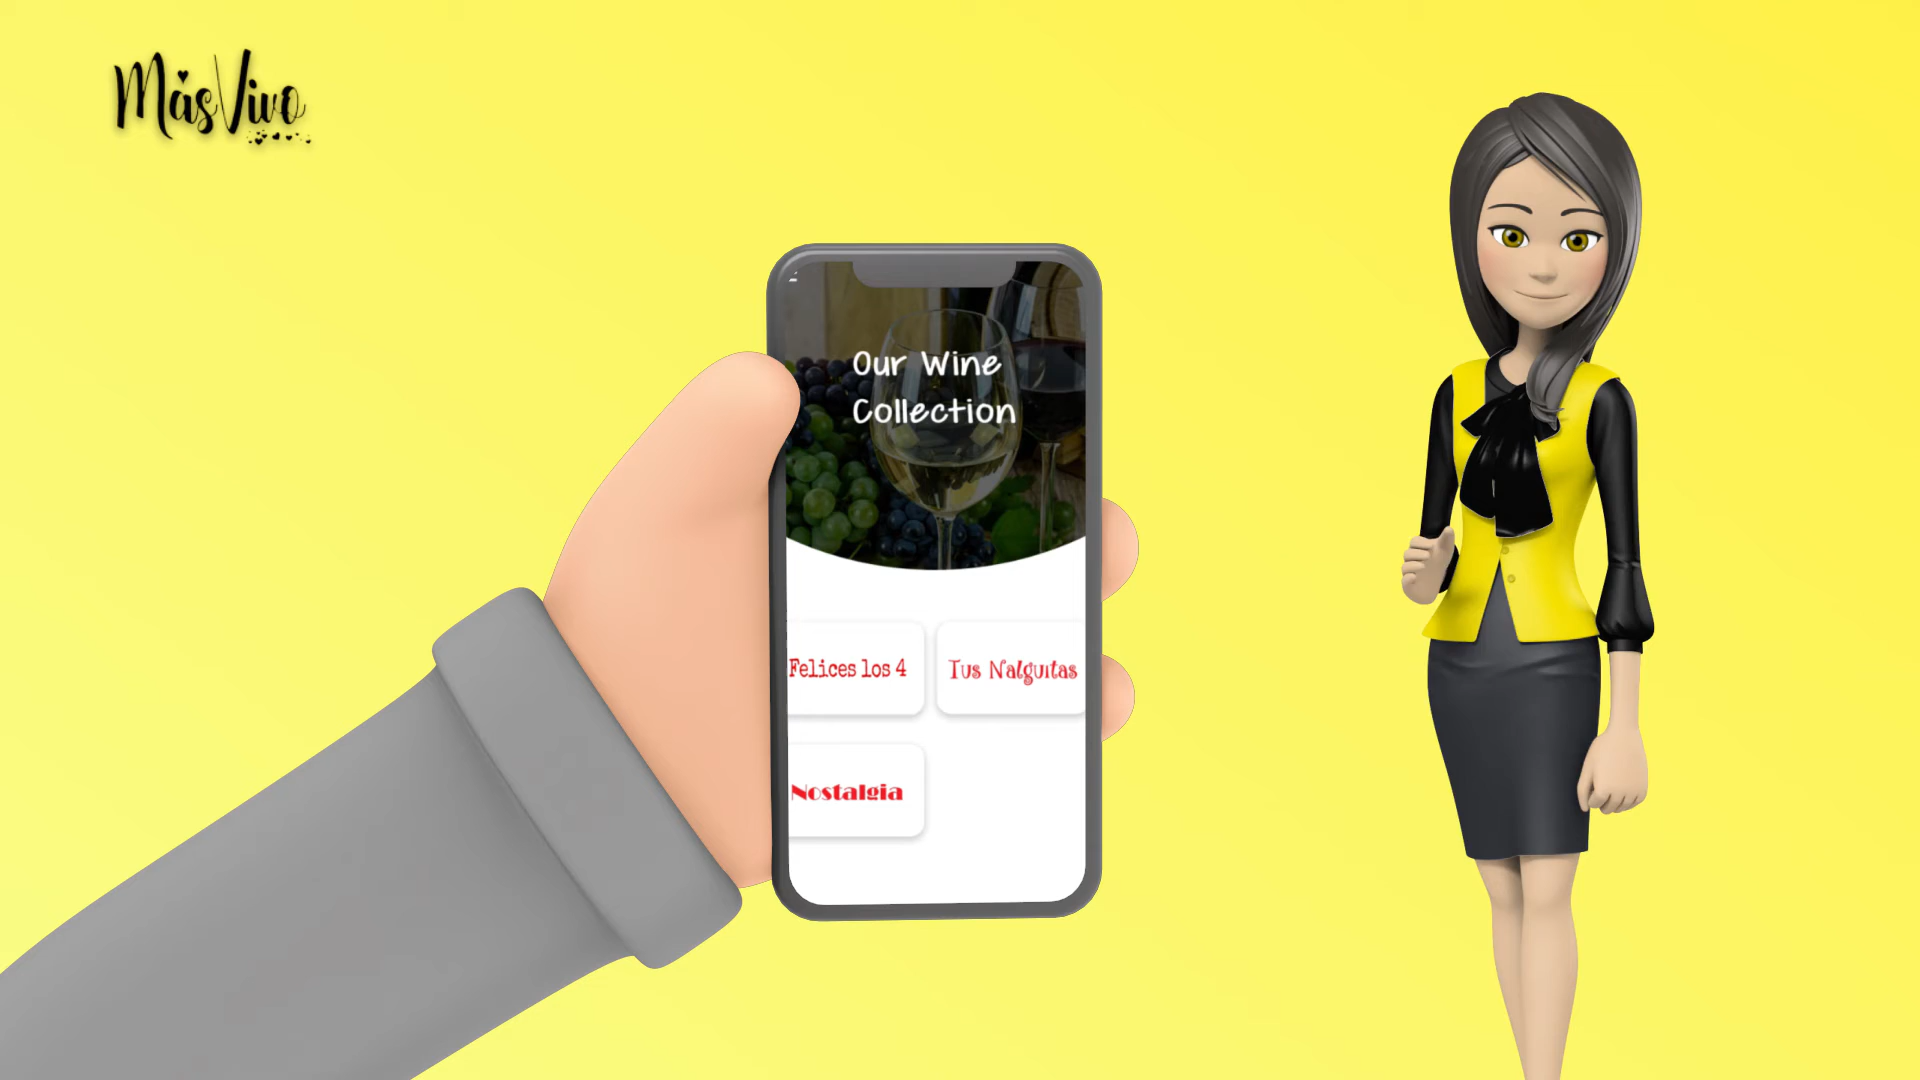 MásVivo
Our Wine
Collection
Felices los 4
Tus Nalguitas
Nostalgia